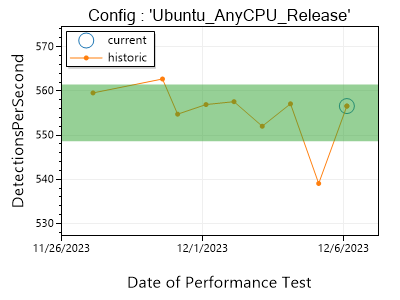 Config : 'Ubuntu_AnyCPU_Release'
current
historic
DetectionsPerSecond
570
560
550
540
530
11/26/2023
12/1/2023
12/6/2023
Date of Performance Test